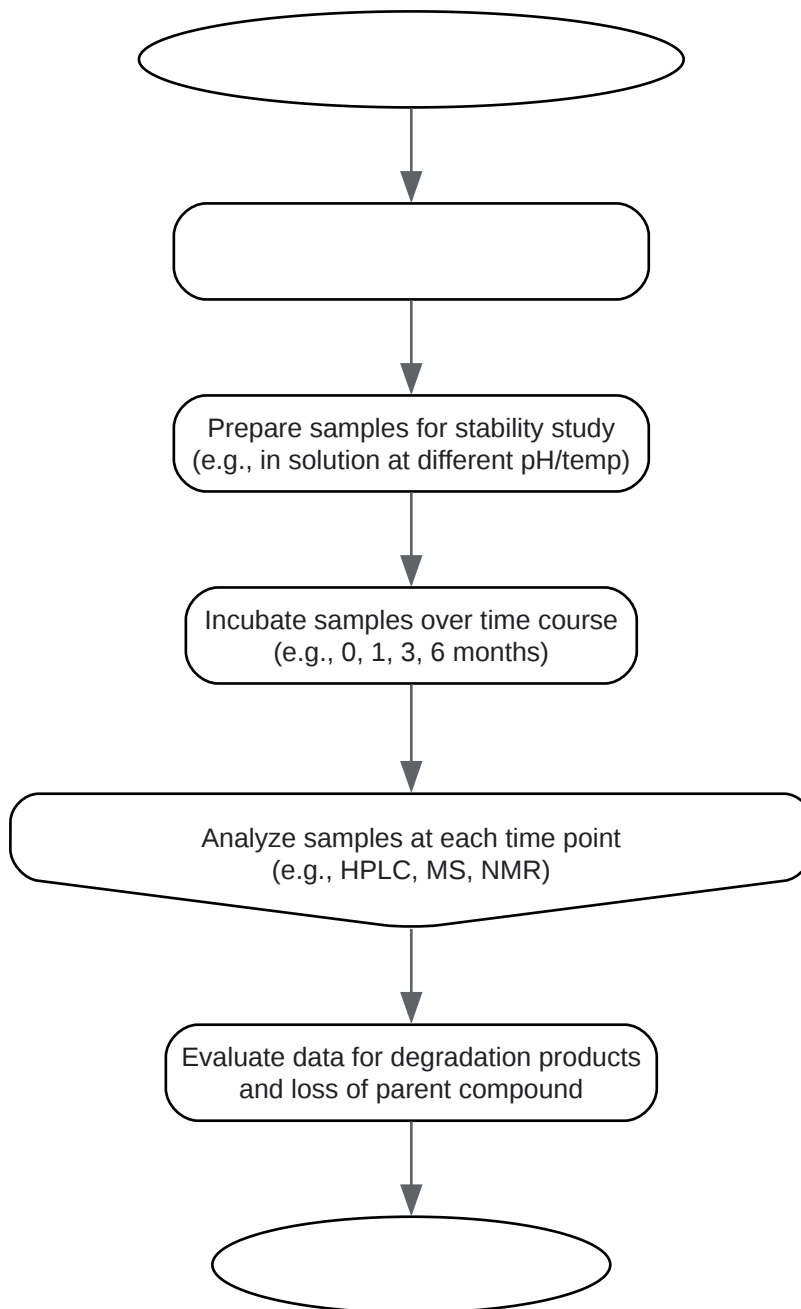 Prepare samples for stability study
(e.g., in solution at different pH/temp)
Incubate samples over time course
(e.g., 0, 1, 3, 6 months)
Analyze samples at each time point
(e.g., HPLC, MS, NMR)
Evaluate data for degradation products
and loss of parent compound